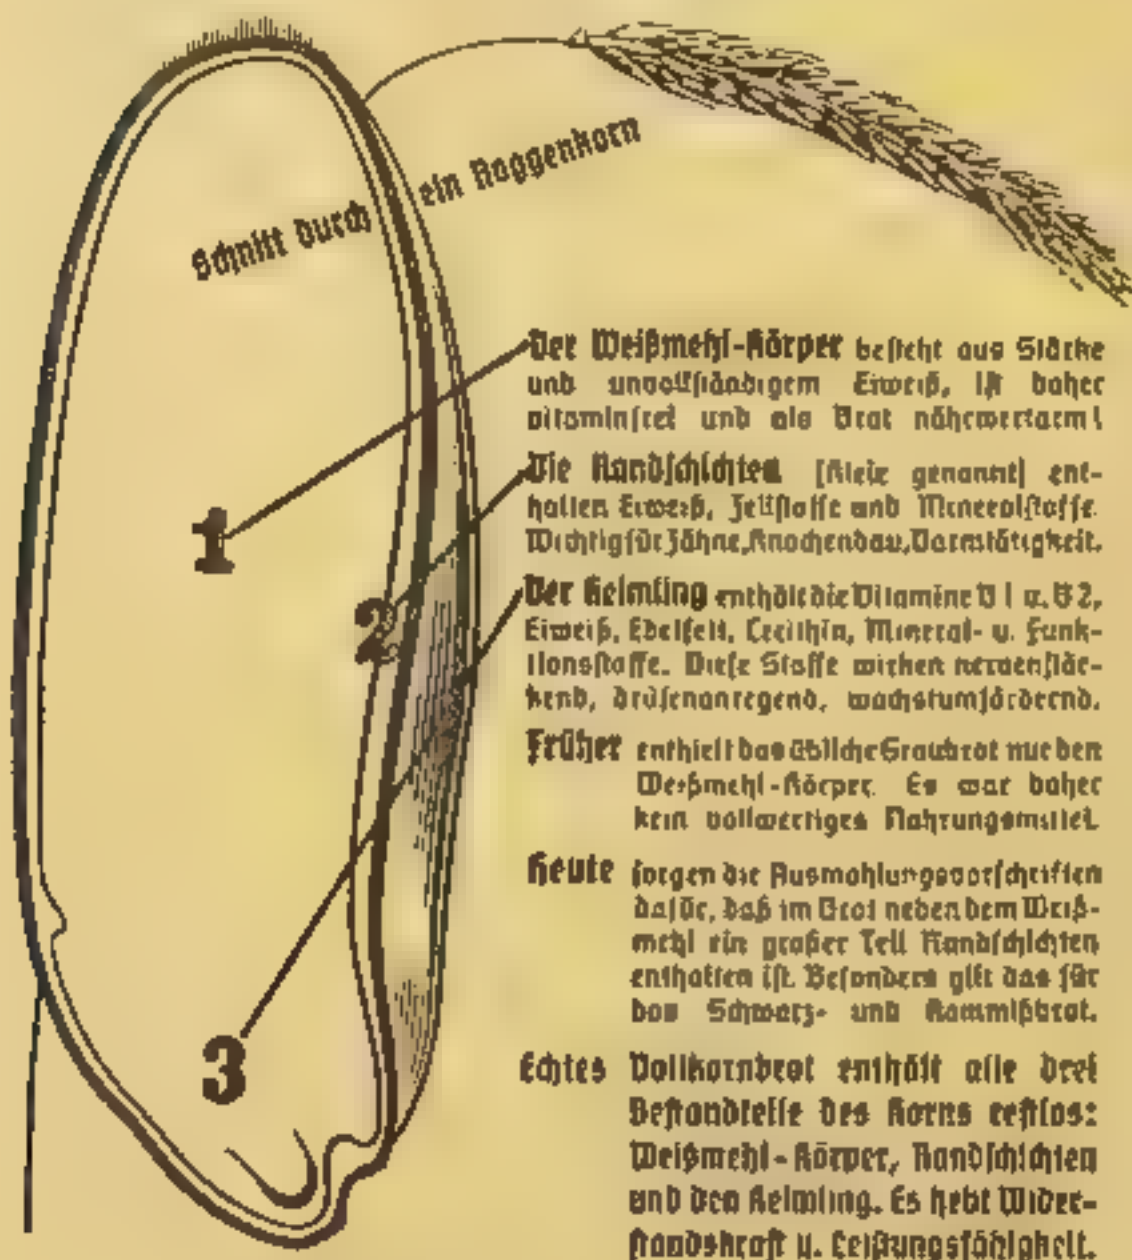 Schnitt durch ein Roggenkorn
Der Weißmehl-Körper besteht aus Stärke
und unvollständigem Eiweiß, ist daher
vitaminfrei und als Brot nährwertarm!
Die Randschichten [Kleie genannt] ent-
halten Eiweiß, Zellstoffe und Mineralstoffe.
Wichtig für Zähne, Knochenbau, Darmtätigkeit.
Der Keimling enthält die Vitamine B 1 u. B 2,
Eiweiß, Edelfett, Lecithin, Mineral- u. Funk-
tionsstoffe. Diese Stoffe wirken nervenstär-
kend, drüsenanregend, wachstumfördernd.
Früher enthielt das übliche Graubrot nur den
Weißmehl-Körper. Es war daher
kein vollwertiges Nahrungsmittel.
Heute sorgen die Ausmahlungsvorschriften
dafür, daß im Brot neben dem Weiß-
mehl ein großer Teil Randschichten
enthalten ist. Besonders gilt das für
das Schwarz- und Kommißbrot.
Echtes Vollkornbrot enthält alle drei
Bestandteile des Korns restlos:
Weißmehl-Körper, Randschichten
und den Keimling. Es hebt Wider-
standskraft u. Leistungsfähigkeit.
1
2
3